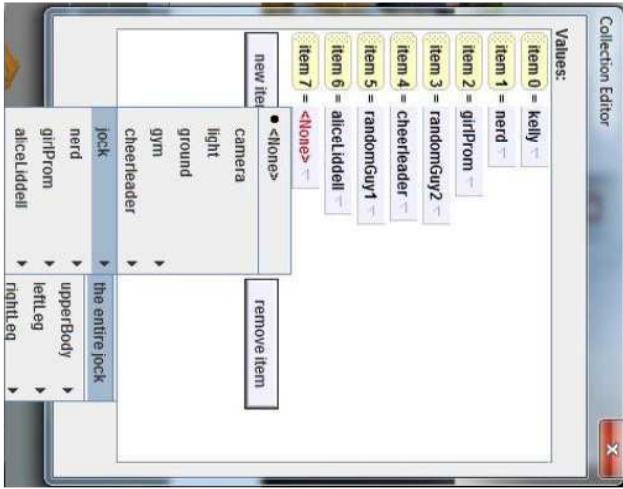 Collection Editor
Values:
item 0 = kelly
item 1 = nerd
item 2 = girlProm
item 3 = randomGuy2
item 4 = cheerleader
item 5 = randomGuy1
item 6 = aliceLiddell
item 7 = <None>
new item
remove item
<None>
camera
light
ground
gym
cheerleader
jock
the entire jock
nerd
upperBody
girlProm
leftLeg
aliceLiddell
rightLeg